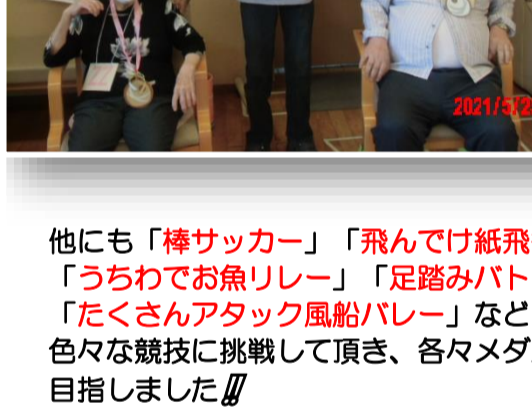 2021/5/2
他にも「棒サッカー」「飛んでけ紙飛
「うちわでお魚リレー」「足踏みバト
「たくさんアタック風船バレー」など
色々な競技に挑戦して頂き、各々メダ
目指しました!!